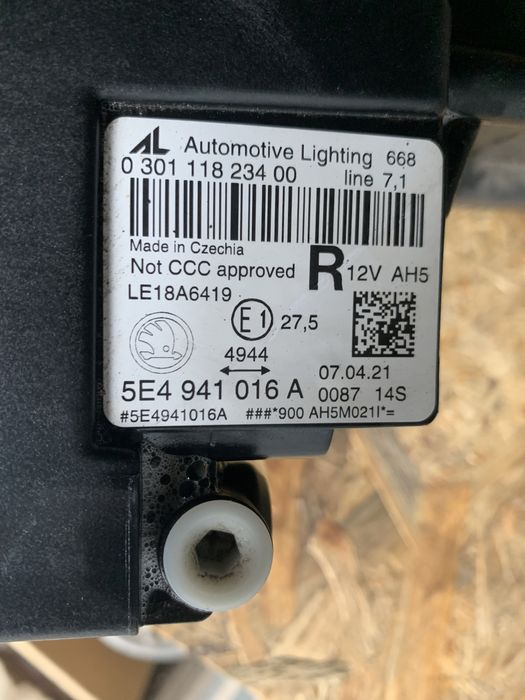 AL Automotive Lighting 668
0 301 118 234 00 line 7,1
Made in Czechia
Not CCC approved R 12V AH5
LE18A6419
E1 27,5
4944
07.04.21
5E4 941 016 A 0087 14S
#5E4941016A ###*900 AH5M021I*=